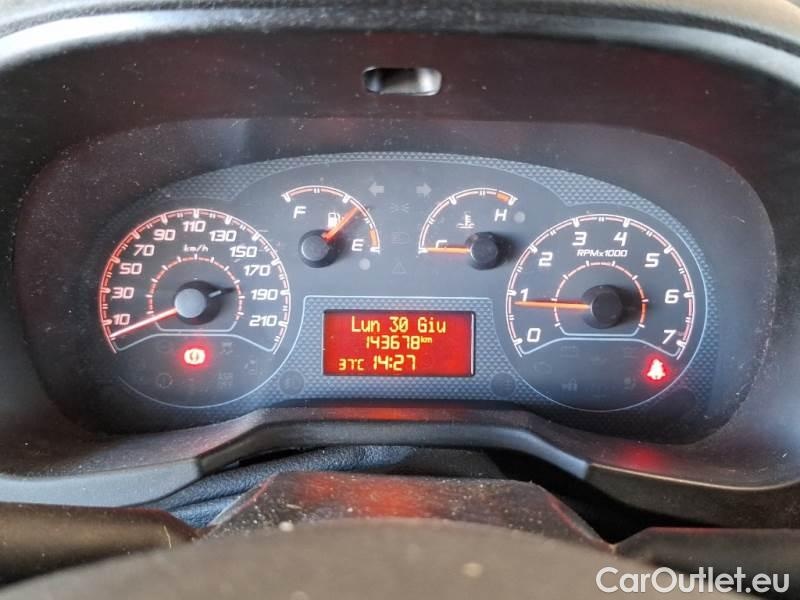 F E
C H
10 30 50 70 90 110 130 150 170 190 210
km/h
0 1 2 3 4 5 6 7
RPMx1000
Lun 30 Giu
143678km
37°C 14:27
CarOutlet.eu